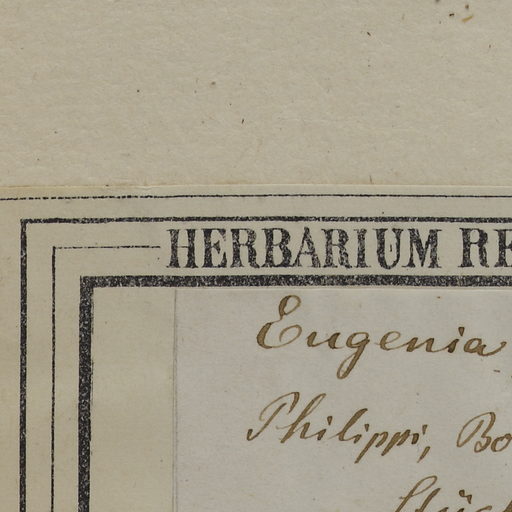 HERBARIUM RE
Eugenia
Philippi, Bo